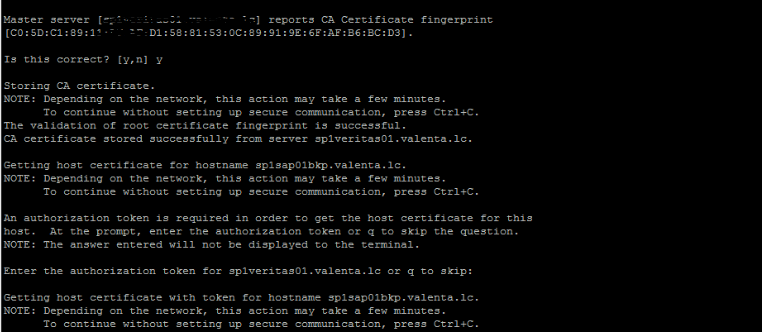 Master server [ ] reports CA Certificate fingerprint
[C0:5D:C1:89: :D1:58:81:53:0C:89:91:9E:6F:AF:B6:BC:D3].
Is this correct? [y,n] y
Storing CA certificate.
NOTE: Depending on the network, this action may take a few minutes.
To continue without setting up secure communication, press Ctrl+C.
The validation of root certificate fingerprint is successful.
CA certificate stored successfully from server sp1veritas01.valenta.lc.
Getting host certificate for hostname sp1sap01bkp.valenta.lc.
NOTE: Depending on the network, this action may take a few minutes.
To continue without setting up secure communication, press Ctrl+C.
An authorization token is required in order to get the host certificate for this
host. At the prompt, enter the authorization token or q to skip the question.
NOTE: The answer entered will not be displayed to the terminal.
Enter the authorization token for sp1veritas01.valenta.lc or q to skip:
Getting host certificate with token for hostname sp1sap01bkp.valenta.lc.
NOTE: Depending on the network, this action may take a few minutes.
To continue without setting up secure communication, press Ctrl+C.